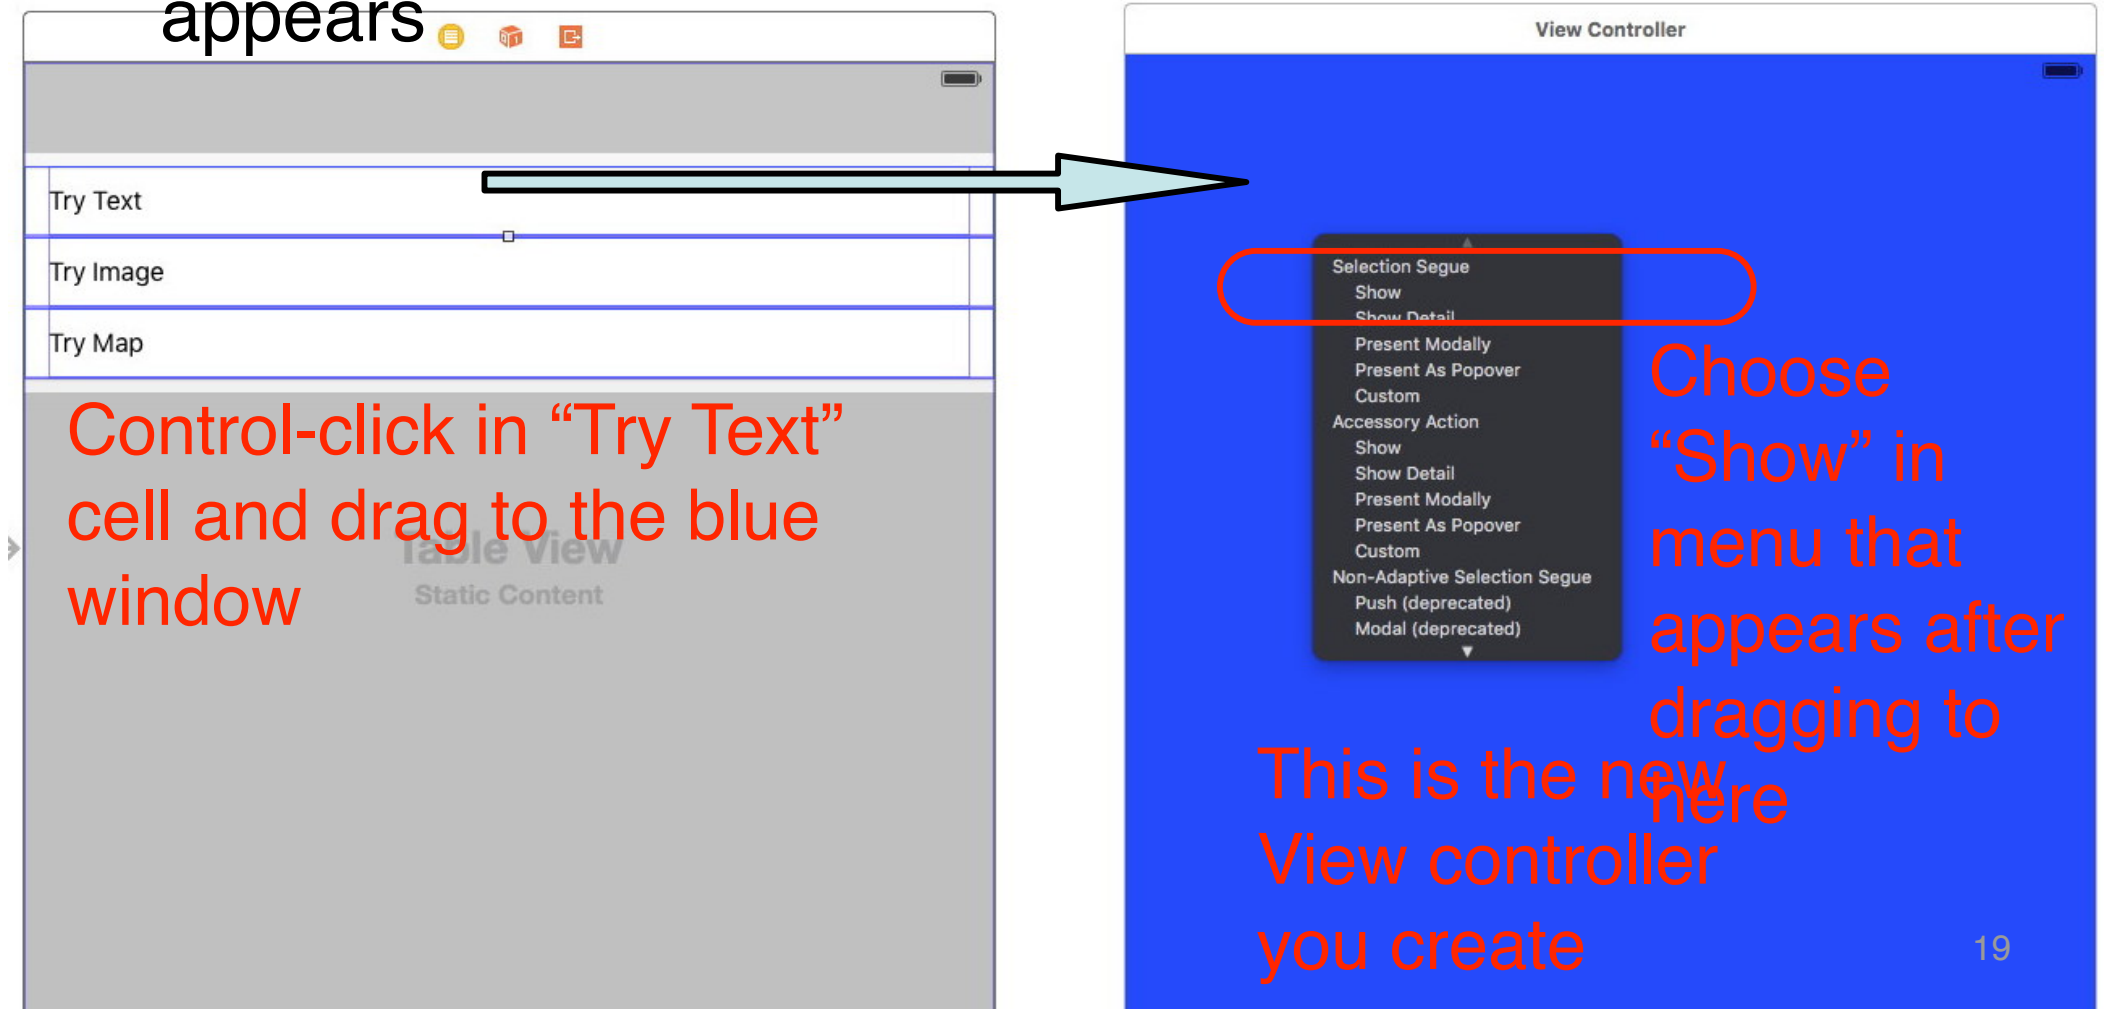 appears
View Controller
Try Text
Try Image
Try Map
Control-click in “Try Text”
cell and drag to the blue
window
Table View
Static Content
Selection Segue
Show
Show Detail
Present Modally
Present As Popover
Custom
Accessory Action
Show
Show Detail
Present Modally
Present As Popover
Custom
Non-Adaptive Selection Segue
Push (deprecated)
Modal (deprecated)
Choose
“Show” in
menu that
appears after
dragging to
here
This is the new
View controller
you create
19